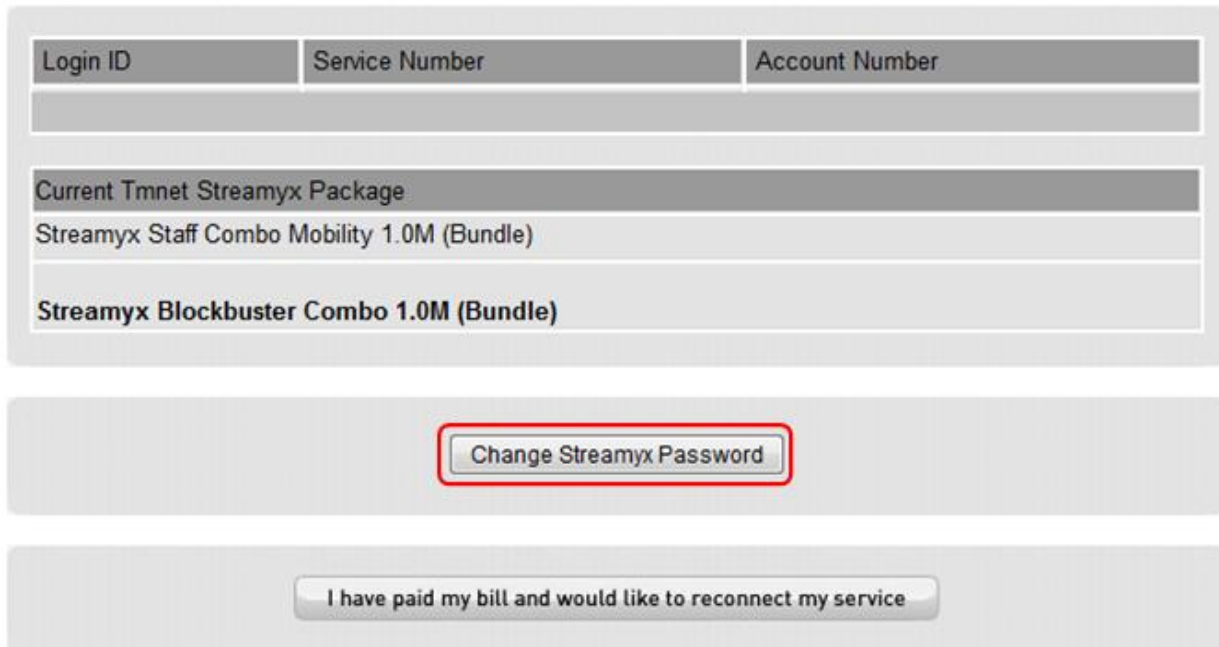 Login ID Service Number Account Number
Current Tmnet Streamyx Package
Streamyx Staff Combo Mobility 1.0M (Bundle)
Streamyx Blockbuster Combo 1.0M (Bundle)
Change Streamyx Password
I have paid my bill and would like to reconnect my service